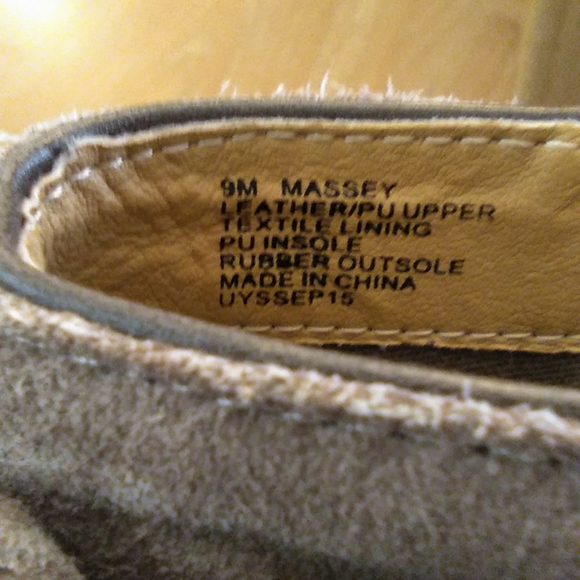 9M MASSEY
LEATHER/PU UPPER
TEXTILE LINING
PU INSOLE
RUBBER OUTSOLE
MADE IN CHINA
UYSSEP15